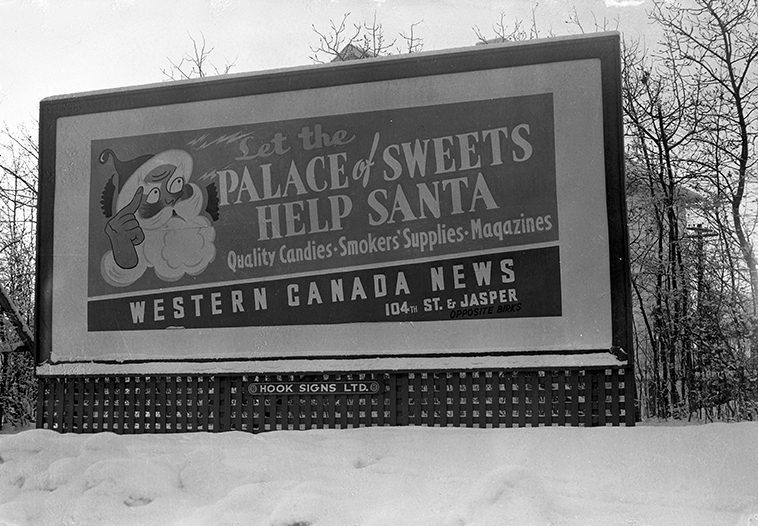 Let the
PALACE of SWEETS
HELP SANTA
Quality Candies - Smokers' Supplies - Magazines
WESTERN CANADA NEWS
104TH ST. & JASPER
OPPOSITE BIRKS
HOOK SIGNS LTD.